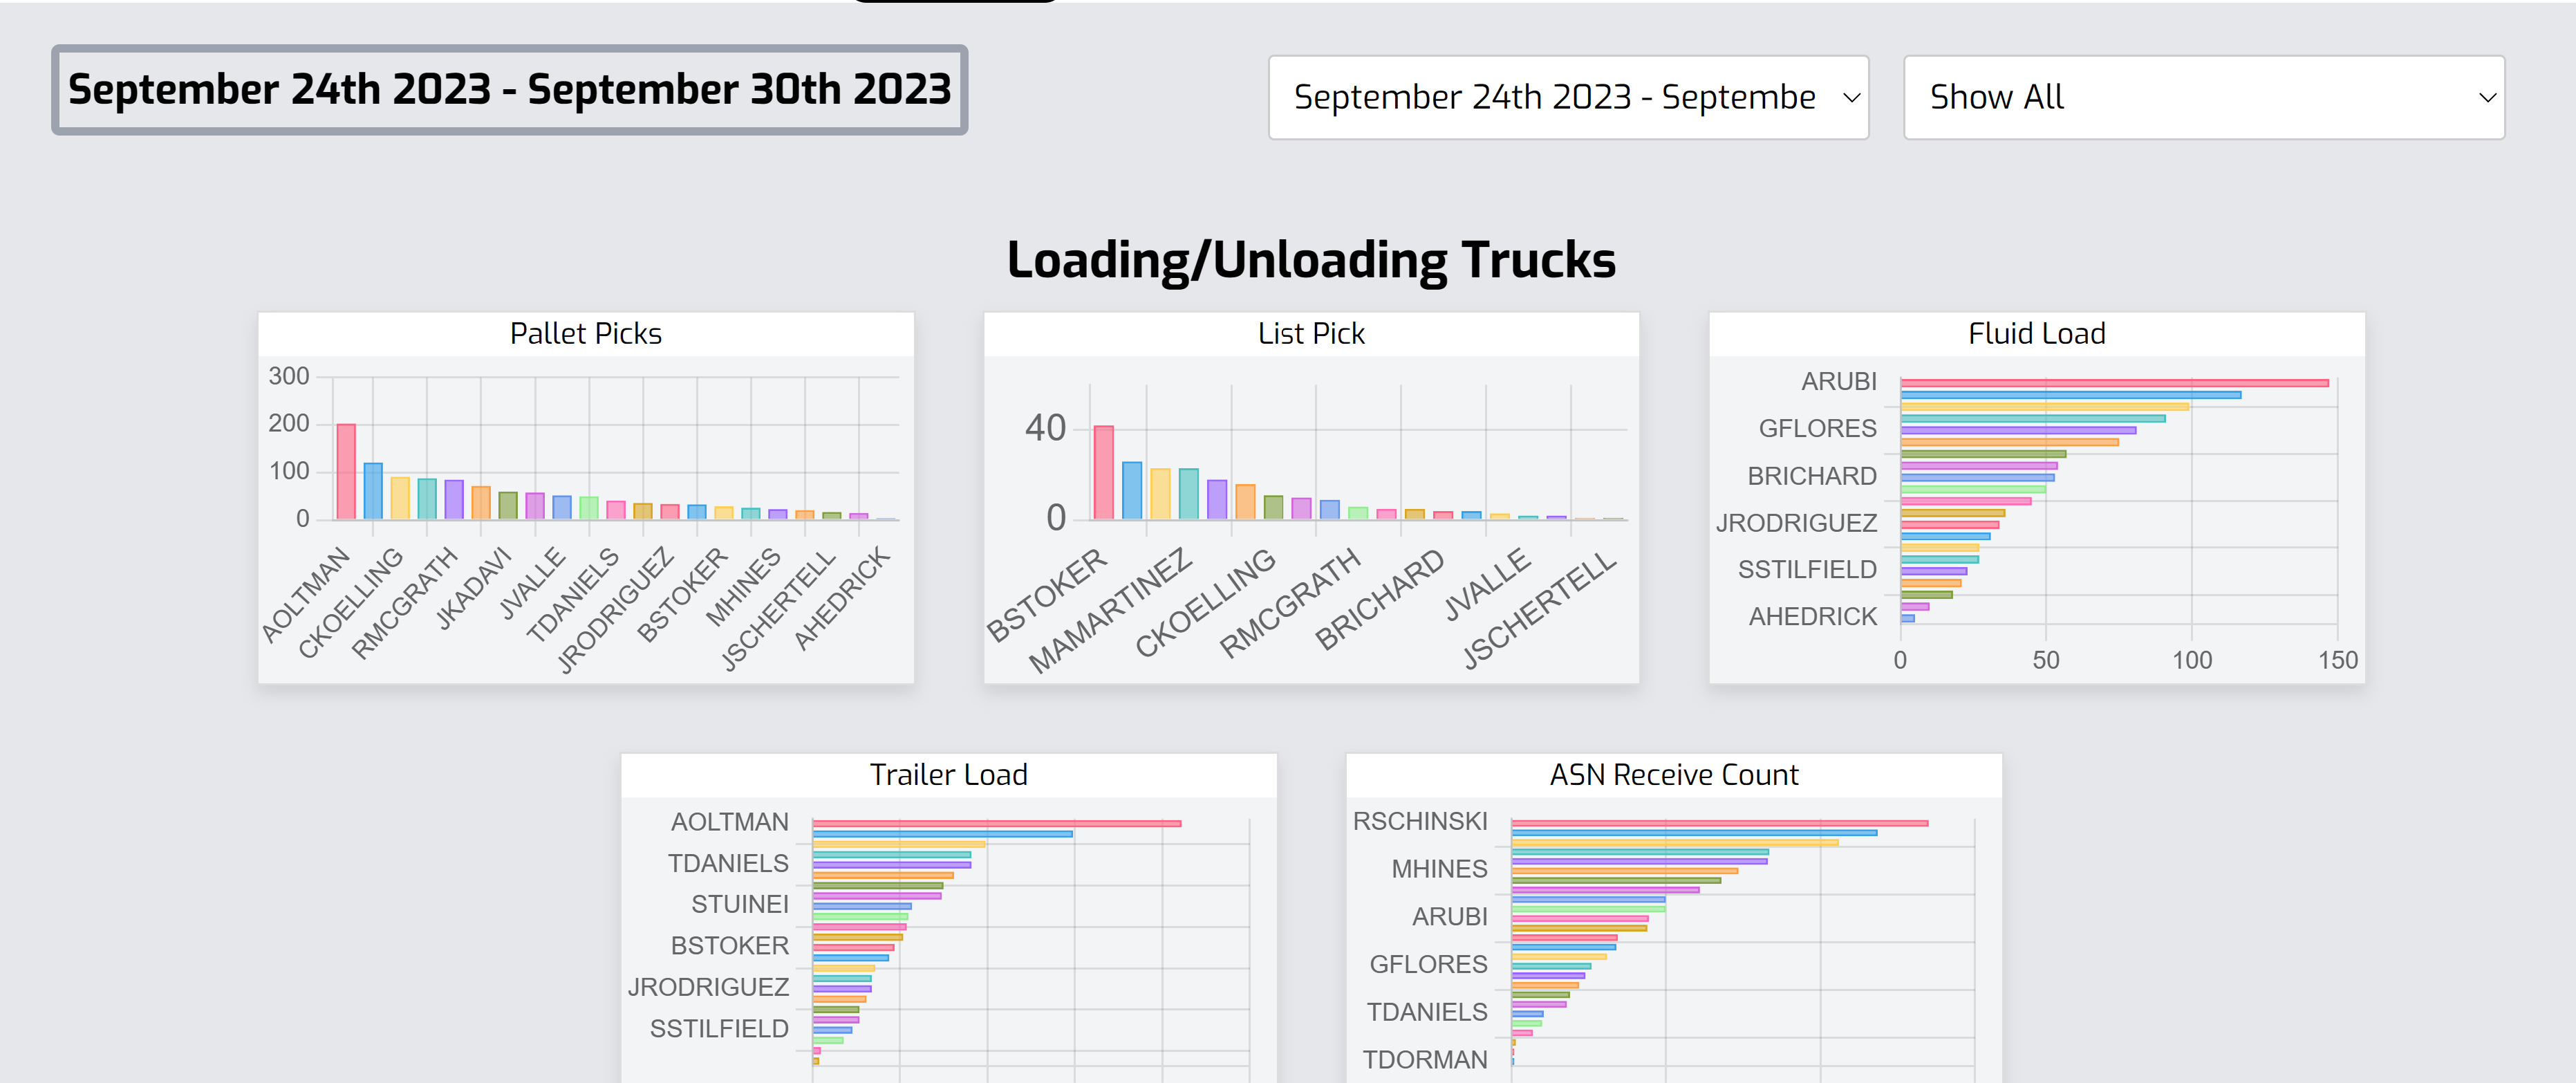 September 24th 2023 - September 30th 2023
September 24th 2023 - Septembe
Show All
Loading/Unloading Trucks
Pallet Picks
300
200
100
0
AOLTMAN
CKOELLING
RMCGRATH
JKADAVI
JVALLE
TDANIELS
JRODRIGUEZ
BSTOKER
MHINES
JSCHERTELL
AHEDRICK
List Pick
40
0
BSTOKER
MAMARTINEZ
CKOELLING
RMCGRATH
BRICHARD
JVALLE
JSCHERTELL
Fluid Load
ARUBI
GFLORES
BRICHARD
JRODRIGUEZ
SSTILFIELD
AHEDRICK
0 50 100 150
Trailer Load
AOLTMAN
TDANIELS
STUINEI
BSTOKER
JRODRIGUEZ
SSTILFIELD
ASN Receive Count
RSCHINSKI
MHINES
ARUBI
GFLORES
TDANIELS
TDORMAN